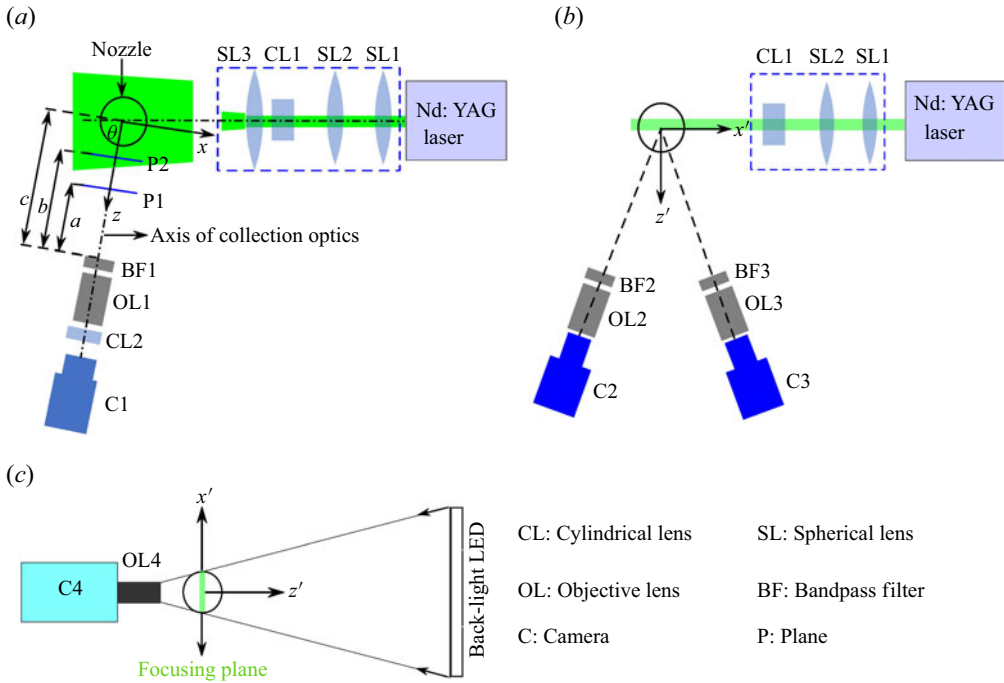 (a)
Nozzle
SL3 CL1 SL2 SL1
Nd: YAG
laser
θ
x
P2
P1
z
c
b
a
Axis of collection optics
BF1
OL1
CL2
C1
(b)
CL1 SL2 SL1
Nd: YAG
laser
x′
z′
BF2
OL2
C2
BF3
OL3
C3
(c)
x′
OL4
C4
z′
Focusing plane
Back-light LED
CL: Cylindrical lens
SL: Spherical lens
OL: Objective lens
BF: Bandpass filter
C: Camera
P: Plane